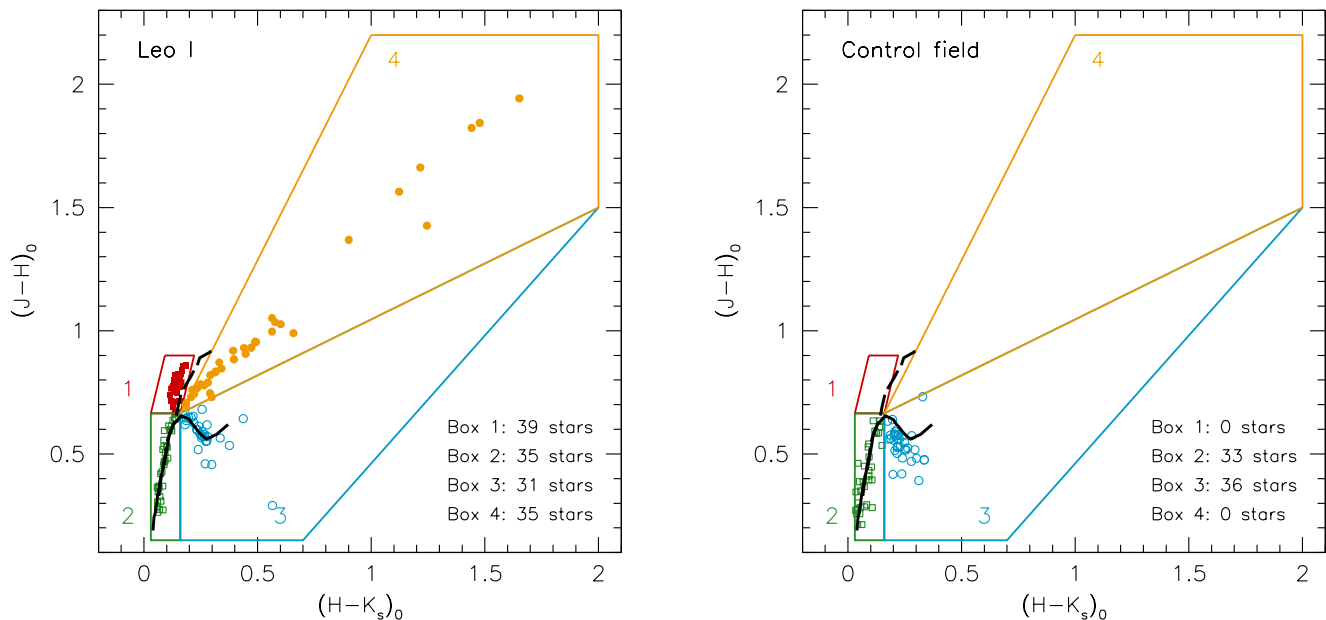 Leo I
4
1
2
3
Box 1: 39 stars
Box 2: 35 stars
Box 3: 31 stars
Box 4: 35 stars
2
1.5
1
0.5
0
0.5
1
1.5
2
(J−H)₀
(H−Kₛ)₀
Control field
4
1
2
3
Box 1: 0 stars
Box 2: 33 stars
Box 3: 36 stars
Box 4: 0 stars
2
1.5
1
0.5
0
0.5
1
1.5
2
(J−H)₀
(H−Kₛ)₀